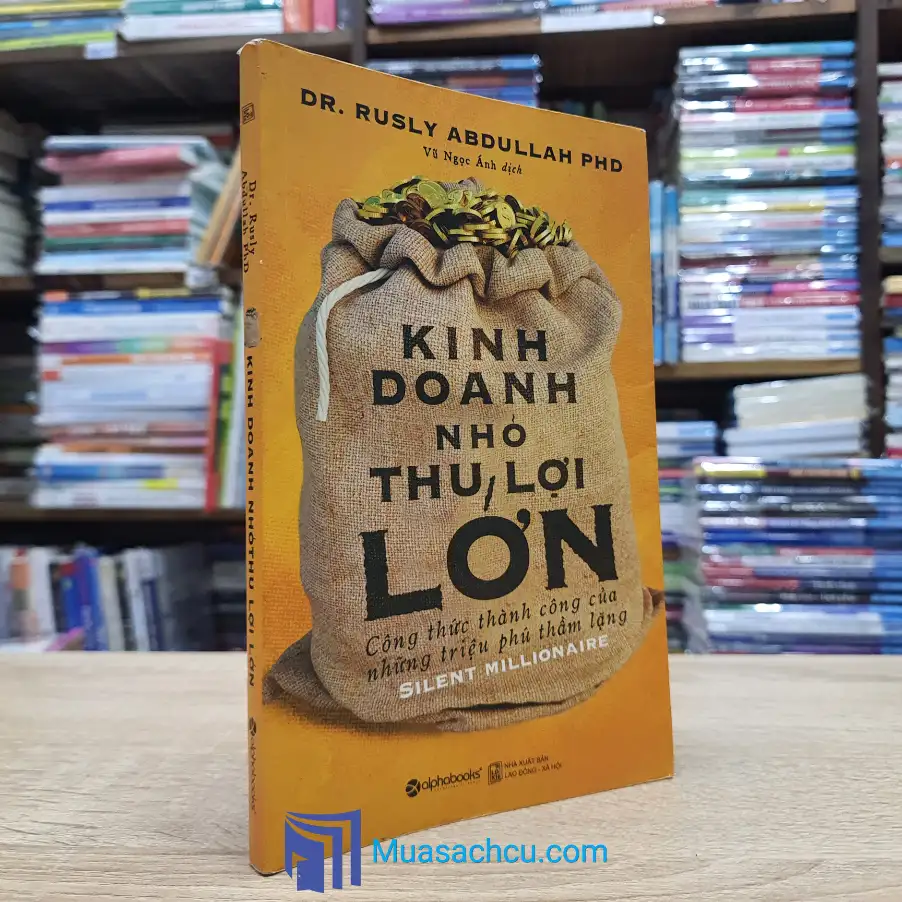 DR. RUSLY ABDULLAH PHD
Vũ Ngọc Ánh dịch
KINH
DOANH
NHỎ
THU LỢI
LỚN
Công thức thành công của
những triệu phú thầm lặng
SILENT MILLIONAIRE
alphabooks
NHÀ XUẤT BẢN
LAO ĐỘNG - XÃ HỘI
Dr. Rusly
Abdullah Ph.D
KINH DOANH NHỎ THU LỢI LỚN
alphabooks
Muasachcu.com